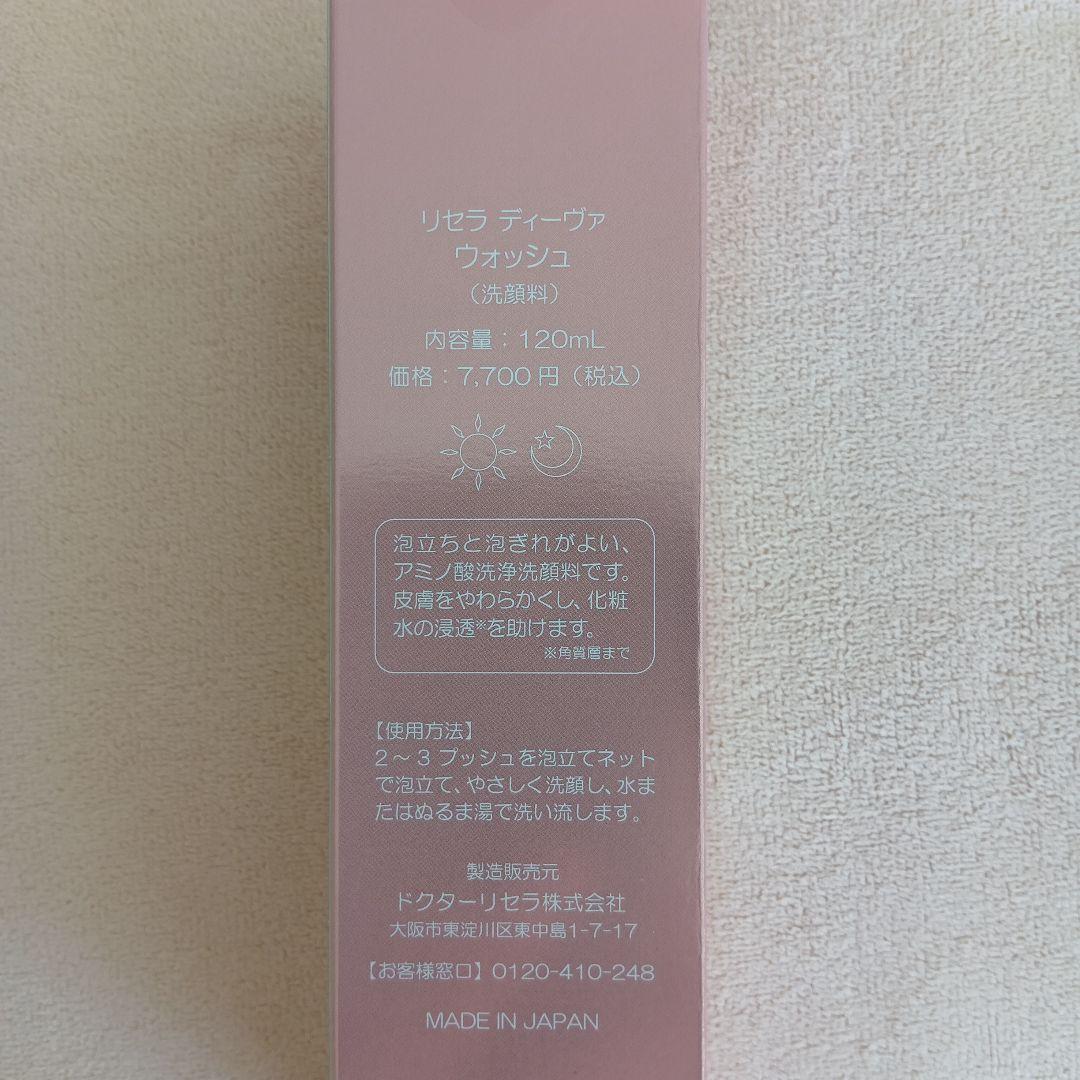 リセラ ディーヴァ
ウォッシュ
（洗顔料）
内容量：120mL
価格：7,700円（税込）
泡立ちと泡ぎれがよい、
アミノ酸洗浄洗顔料です。
皮膚をやわらかくし、化粧
水の浸透※を助けます。
※角質層まで
【使用方法】
2～3 プッシュを泡立てネット
で泡立て、やさしく洗顔し、水ま
たはぬるま湯で洗い流します。
製造販売元
ドクターリセラ株式会社
大阪市東淀川区東中島1-7-17
【お客様窓口】0120-410-248
MADE IN JAPAN